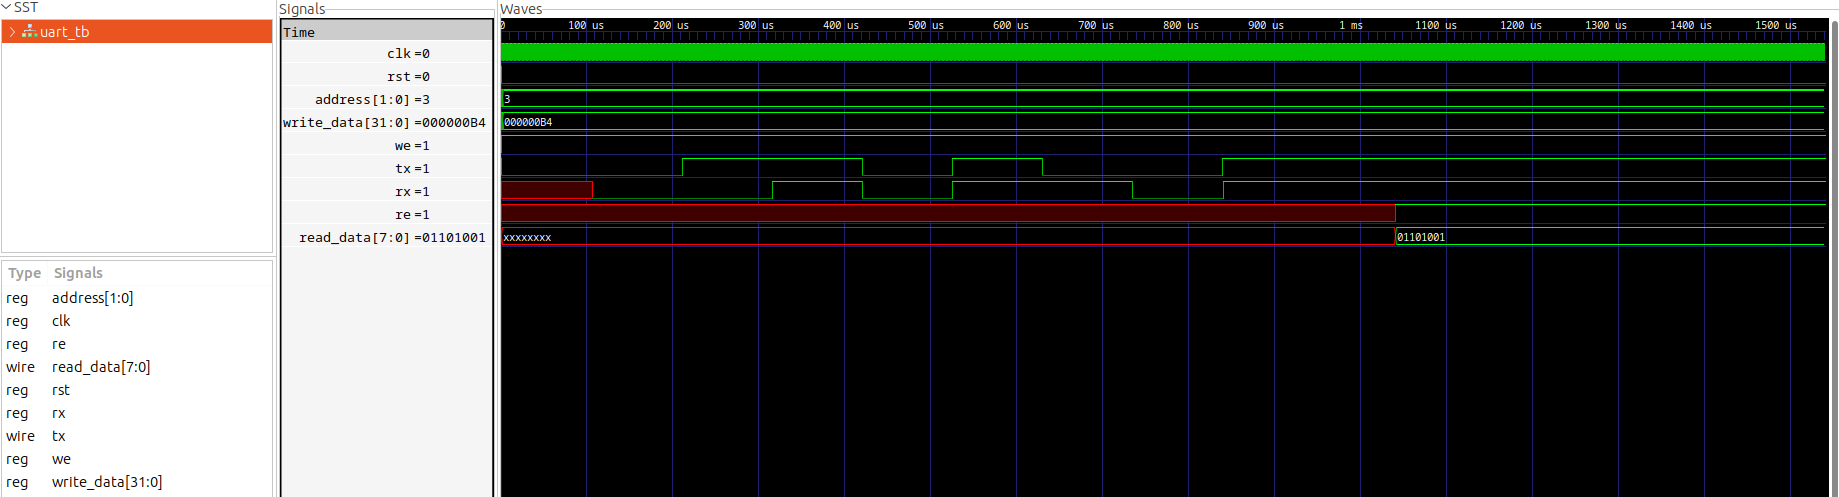 SST
uart_tb
Type Signals
reg address[1:0]
reg clk
reg re
wire read_data[7:0]
reg rst
reg rx
wire tx
reg we
reg write_data[31:0]
Signals
Time
clk=0
rst=0
address[1:0]=3
write_data[31:0]=000000B4
we=1
tx=1
rx=1
re=1
read_data[7:0]=01101001
Waves
0 100 us 200 us 300 us 400 us 500 us 600 us 700 us 800 us 900 us 1 ms 1100 us 1200 us 1300 us 1400 us 1500 us
3
000000B4
xxxxxxxx 01101001